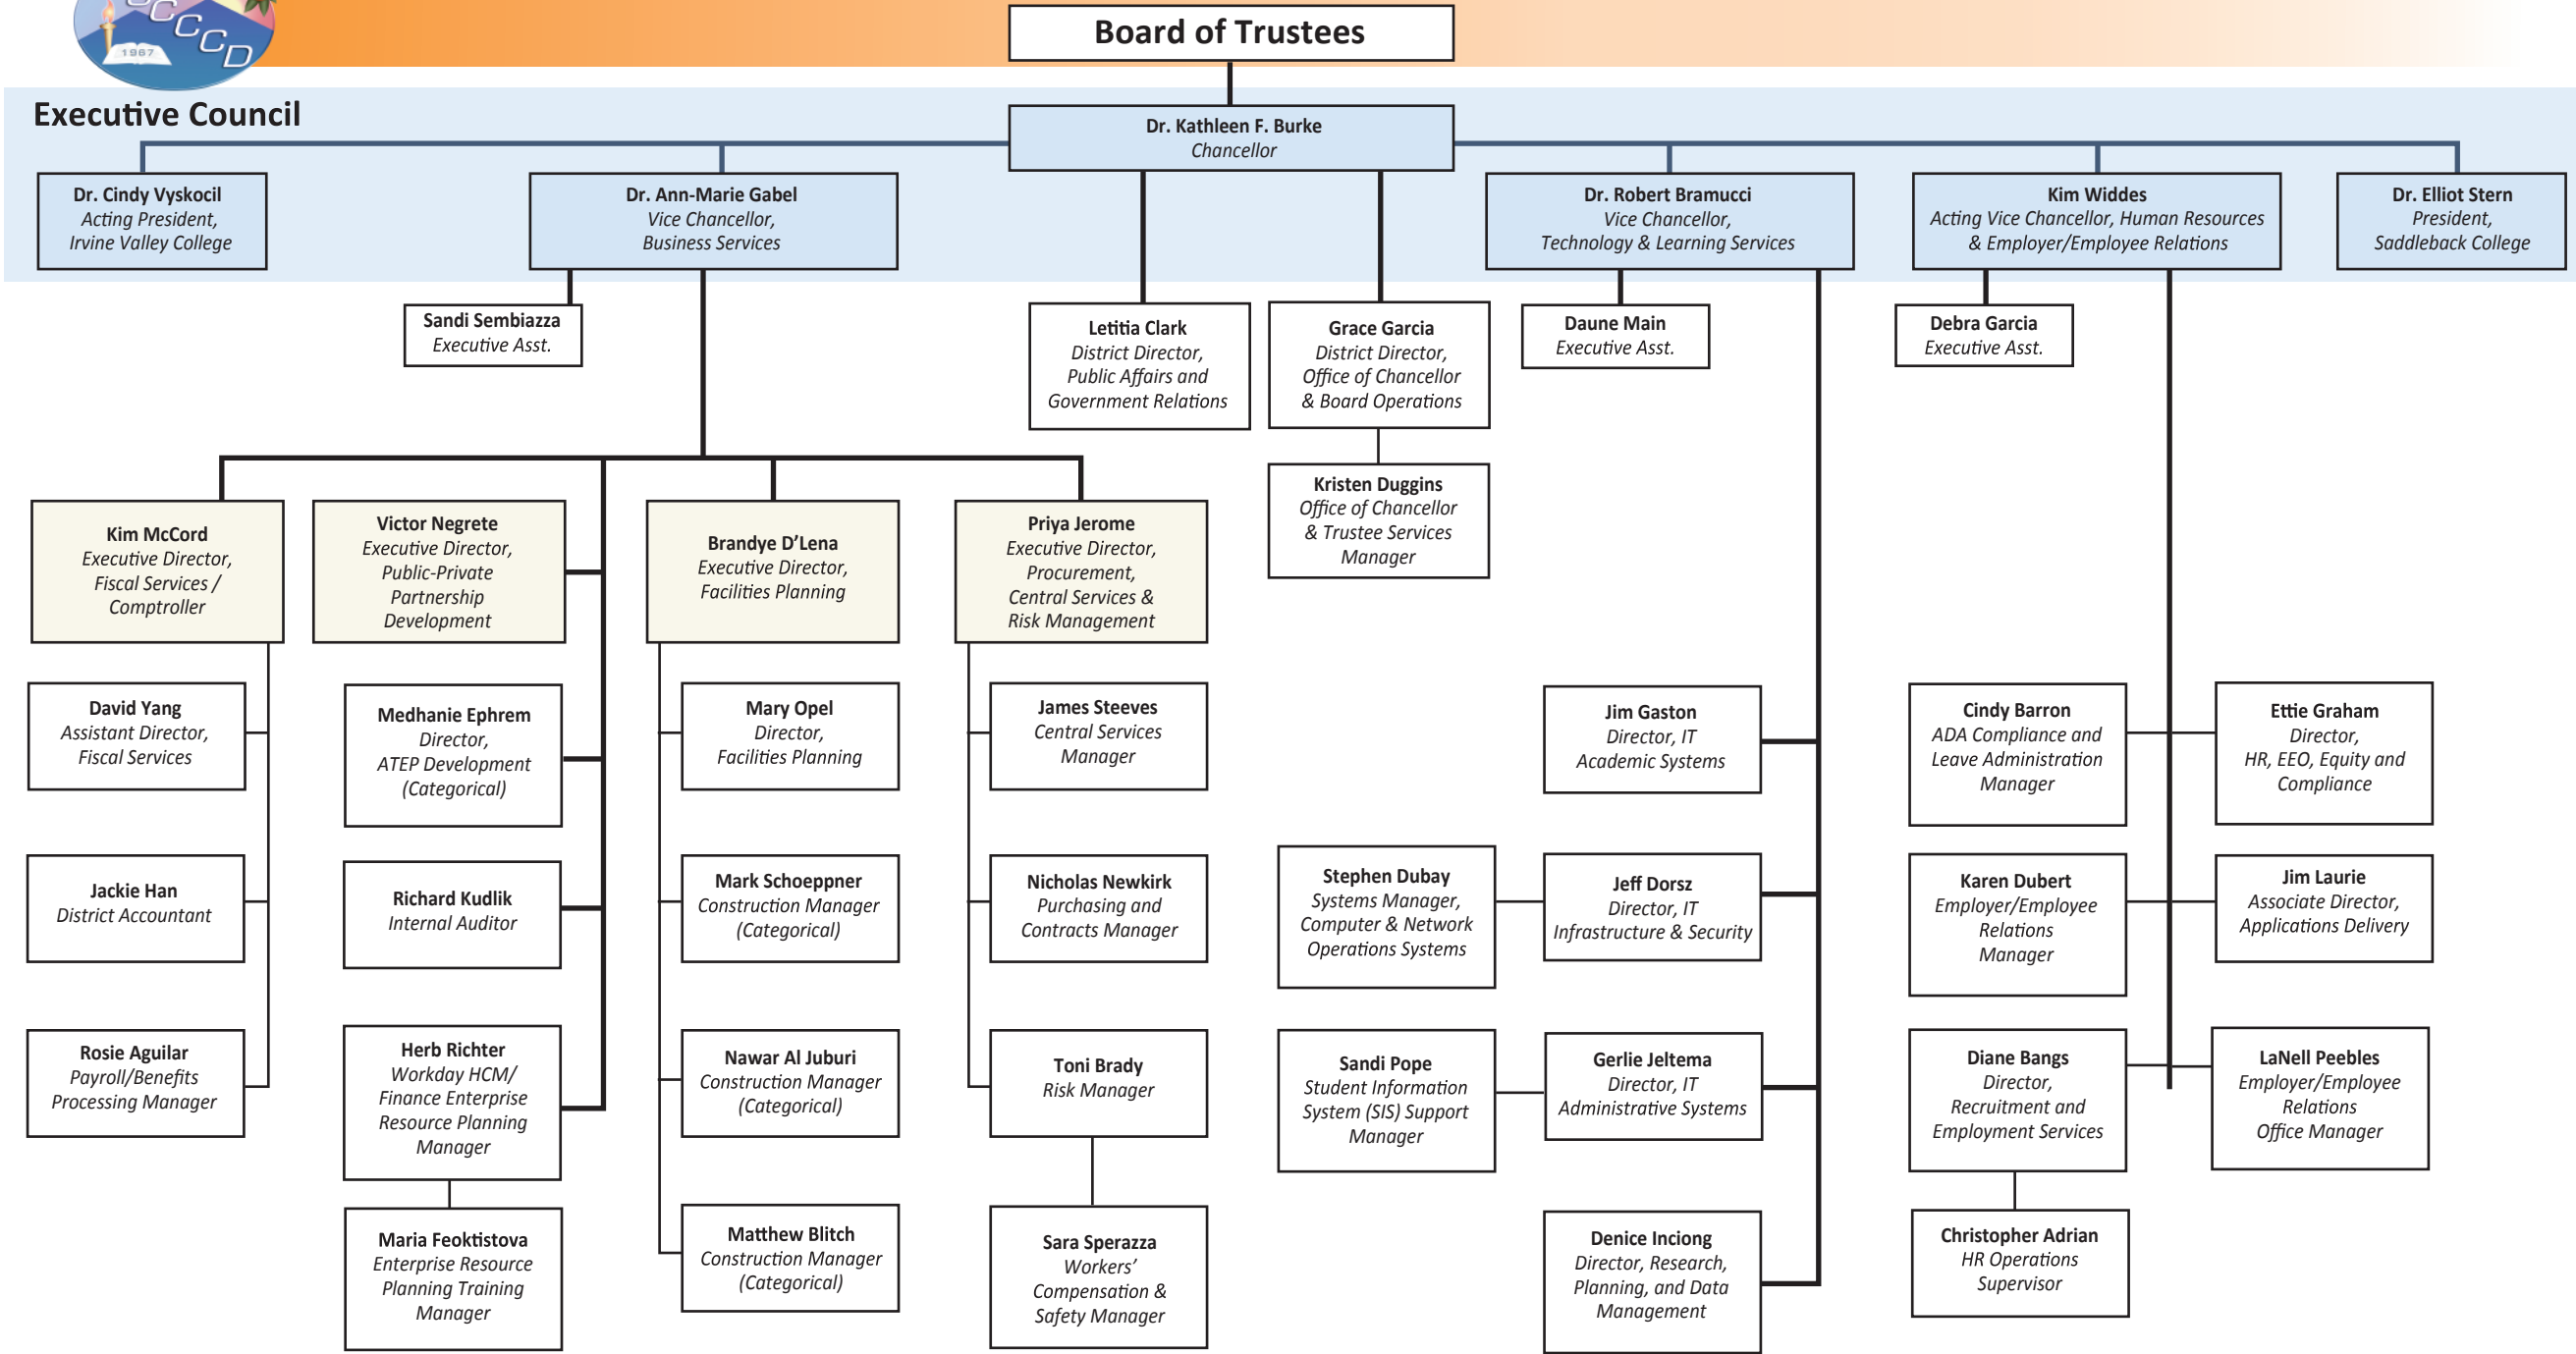 C
C
C
D
1967
Board of Trustees
Executive Council
Dr. Kathleen F. Burke
Chancellor
Dr. Cindy Vyskocil
Acting President,
Irvine Valley College
Dr. Ann-Marie Gabel
Vice Chancellor,
Business Services
Dr. Robert Bramucci
Vice Chancellor,
Technology & Learning Services
Kim Widdes
Acting Vice Chancellor, Human Resources
& Employer/Employee Relations
Dr. Elliot Stern
President,
Saddleback College
Sandi Sembiazza
Executive Asst.
Letitia Clark
District Director,
Public Affairs and
Government Relations
Grace Garcia
District Director,
Office of Chancellor
& Board Operations
Daune Main
Executive Asst.
Debra Garcia
Executive Asst.
Kristen Duggins
Office of Chancellor
& Trustee Services
Manager
Kim McCord
Executive Director,
Fiscal Services /
Comptroller
Victor Negrete
Executive Director,
Public-Private
Partnership
Development
Brandye D’Lena
Executive Director,
Facilities Planning
Priya Jerome
Executive Director,
Procurement,
Central Services &
Risk Management
David Yang
Assistant Director,
Fiscal Services
Medhanie Ephrem
Director,
ATEP Development
(Categorical)
Mary Opel
Director,
Facilities Planning
James Steeves
Central Services
Manager
Jim Gaston
Director, IT
Academic Systems
Cindy Barron
ADA Compliance and
Leave Administration
Manager
Ettie Graham
Director,
HR, EEO, Equity and
Compliance
Jackie Han
District Accountant
Richard Kudlik
Internal Auditor
Mark Schoeppner
Construction Manager
(Categorical)
Nicholas Newkirk
Purchasing and
Contracts Manager
Stephen Dubay
Systems Manager,
Computer & Network
Operations Systems
Jeff Dorsz
Director, IT
Infrastructure & Security
Karen Dubert
Employer/Employee
Relations
Manager
Jim Laurie
Associate Director,
Applications Delivery
Rosie Aguilar
Payroll/Benefits
Processing Manager
Herb Richter
Workday HCM/
Finance Enterprise
Resource Planning
Manager
Nawar Al Juburi
Construction Manager
(Categorical)
Toni Brady
Risk Manager
Sandi Pope
Student Information
System (SIS) Support
Manager
Gerlie Jeltema
Director, IT
Administrative Systems
Diane Bangs
Director,
Recruitment and
Employment Services
LaNell Peebles
Employer/Employee
Relations
Office Manager
Maria Feoktistova
Enterprise Resource
Planning Training
Manager
Matthew Blitch
Construction Manager
(Categorical)
Sara Sperazza
Workers’
Compensation &
Safety Manager
Denice Inciong
Director, Research,
Planning, and Data
Management
Christopher Adrian
HR Operations
Supervisor